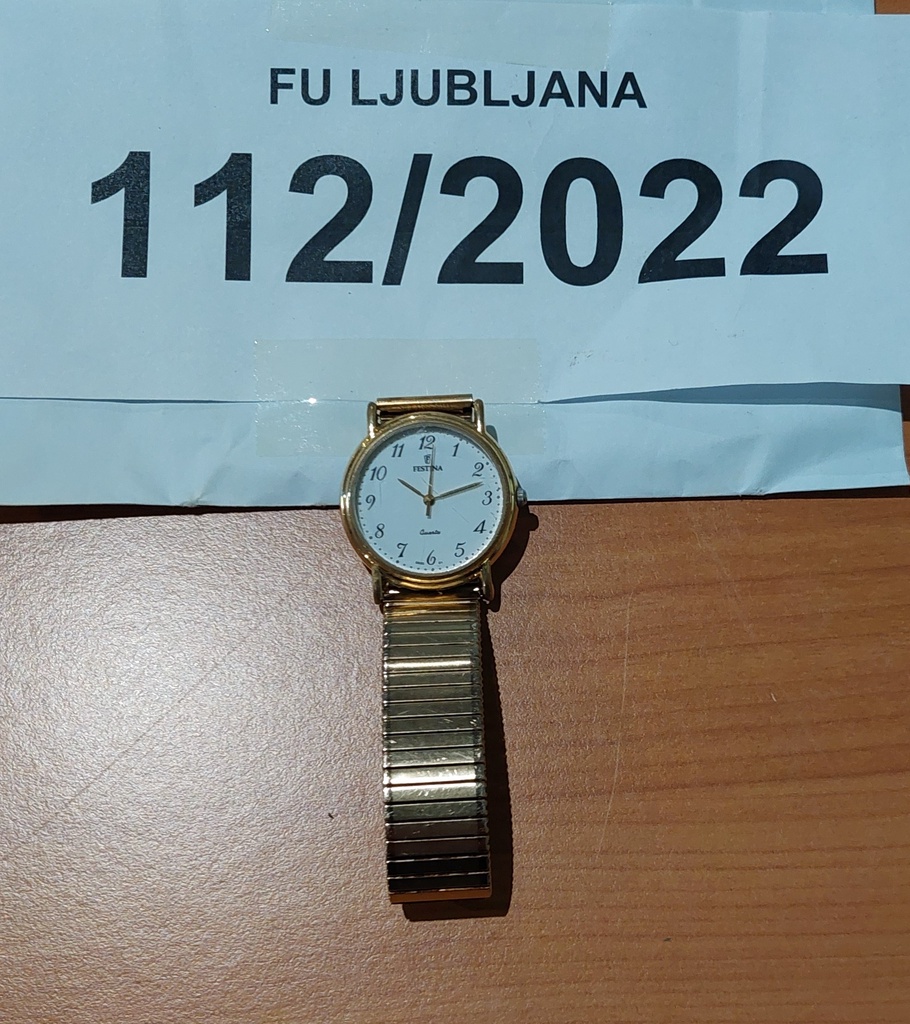 FU LJUBLJANA
112/2022
12
11 1
10 2
FESTINA
9 3
8 4
Quartz
7 5
6